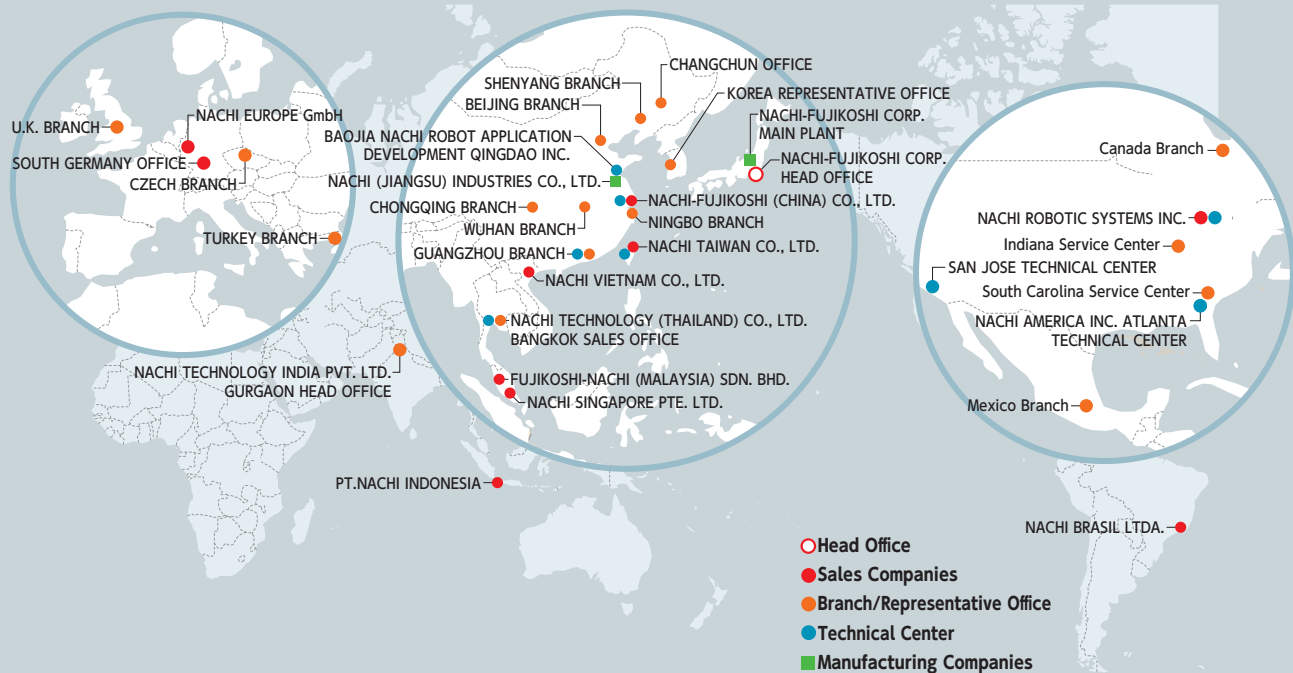 U.K. BRANCH
NACHI EUROPE GmbH
SOUTH GERMANY OFFICE
CZECH BRANCH
TURKEY BRANCH
CHANGCHUN OFFICE
SHENYANG BRANCH
BEIJING BRANCH
KOREA REPRESENTATIVE OFFICE
NACHI-FUJIKOSHI CORP.
MAIN PLANT
BAOJIA NACHI ROBOT APPLICATION
DEVELOPMENT QINGDAO INC.
NACHI-FUJIKOSHI CORP.
HEAD OFFICE
NACHI (JIANGSU) INDUSTRIES CO., LTD.
NACHI-FUJIKOSHI (CHINA) CO., LTD.
CHONGQING BRANCH
WUHAN BRANCH
NINGBO BRANCH
GUANGZHOU BRANCH
NACHI TAIWAN CO., LTD.
NACHI VIETNAM CO., LTD.
NACHI TECHNOLOGY (THAILAND) CO., LTD.
BANGKOK SALES OFFICE
NACHI TECHNOLOGY INDIA PVT. LTD.
GURGAON HEAD OFFICE
FUJIKOSHI-NACHI (MALAYSIA) SDN. BHD.
NACHI SINGAPORE PTE. LTD.
PT.NACHI INDONESIA
Canada Branch
NACHI ROBOTIC SYSTEMS INC.
Indiana Service Center
SAN JOSE TECHNICAL CENTER
South Carolina Service Center
NACHI AMERICA INC. ATLANTA
TECHNICAL CENTER
Mexico Branch
NACHI BRASIL LTDA.
Head Office
Sales Companies
Branch/Representative Office
Technical Center
Manufacturing Companies